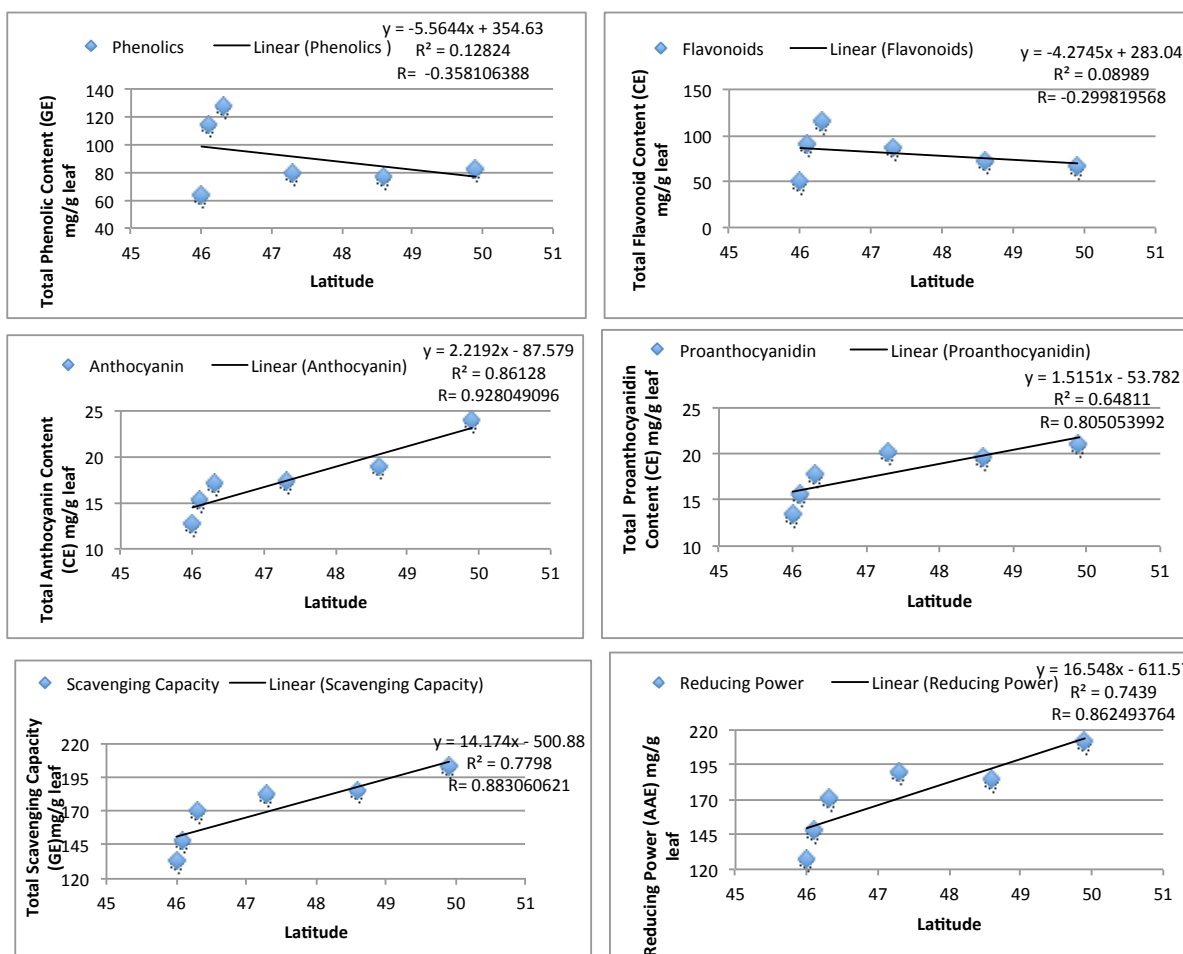 Phenolics
Linear (Phenolics )
y = -5.5644x + 354.63
R² = 0.12824
R= -0.358106388
Total Phenolic Content (GE)
mg/g leaf
140
120
100
80
60
40
45 46 47 48 49 50 51
Latitude
Flavonoids
Linear (Flavonoids)
y = -4.2745x + 283.04
R² = 0.08989
R= -0.299819568
Total Flavonoid Content (CE)
mg/g leaf
150
100
50
0
45 46 47 48 49 50 51
Latitude
Anthocyanin
Linear (Anthocyanin)
y = 2.2192x - 87.579
R² = 0.86128
R= 0.928049096
Total Anthocyanin Content
(CE) mg/g leaf
25
20
15
10
45 46 47 48 49 50 51
Latitude
Proanthocyanidin
Linear (Proanthocyanidin)
y = 1.5151x - 53.782
R² = 0.64811
R= 0.805053992
Total Proanthocyanidin
Content (CE) mg/g leaf
25
20
15
10
45 46 47 48 49 50 51
Latitude
Scavenging Capacity
Linear (Scavenging Capacity)
y = 14.174x - 500.88
R² = 0.7798
R= 0.883060621
Total Scavenging Capacity
(GE)mg/g leaf
220
195
170
145
120
45 46 47 48 49 50 51
Latitude
Reducing Power
Linear (Reducing Power)
y = 16.548x - 611.57
R² = 0.7439
R= 0.862493764
Reducing Power (AAE) mg/g
leaf
220
195
170
145
120
45 46 47 48 49 50 51
Latitude